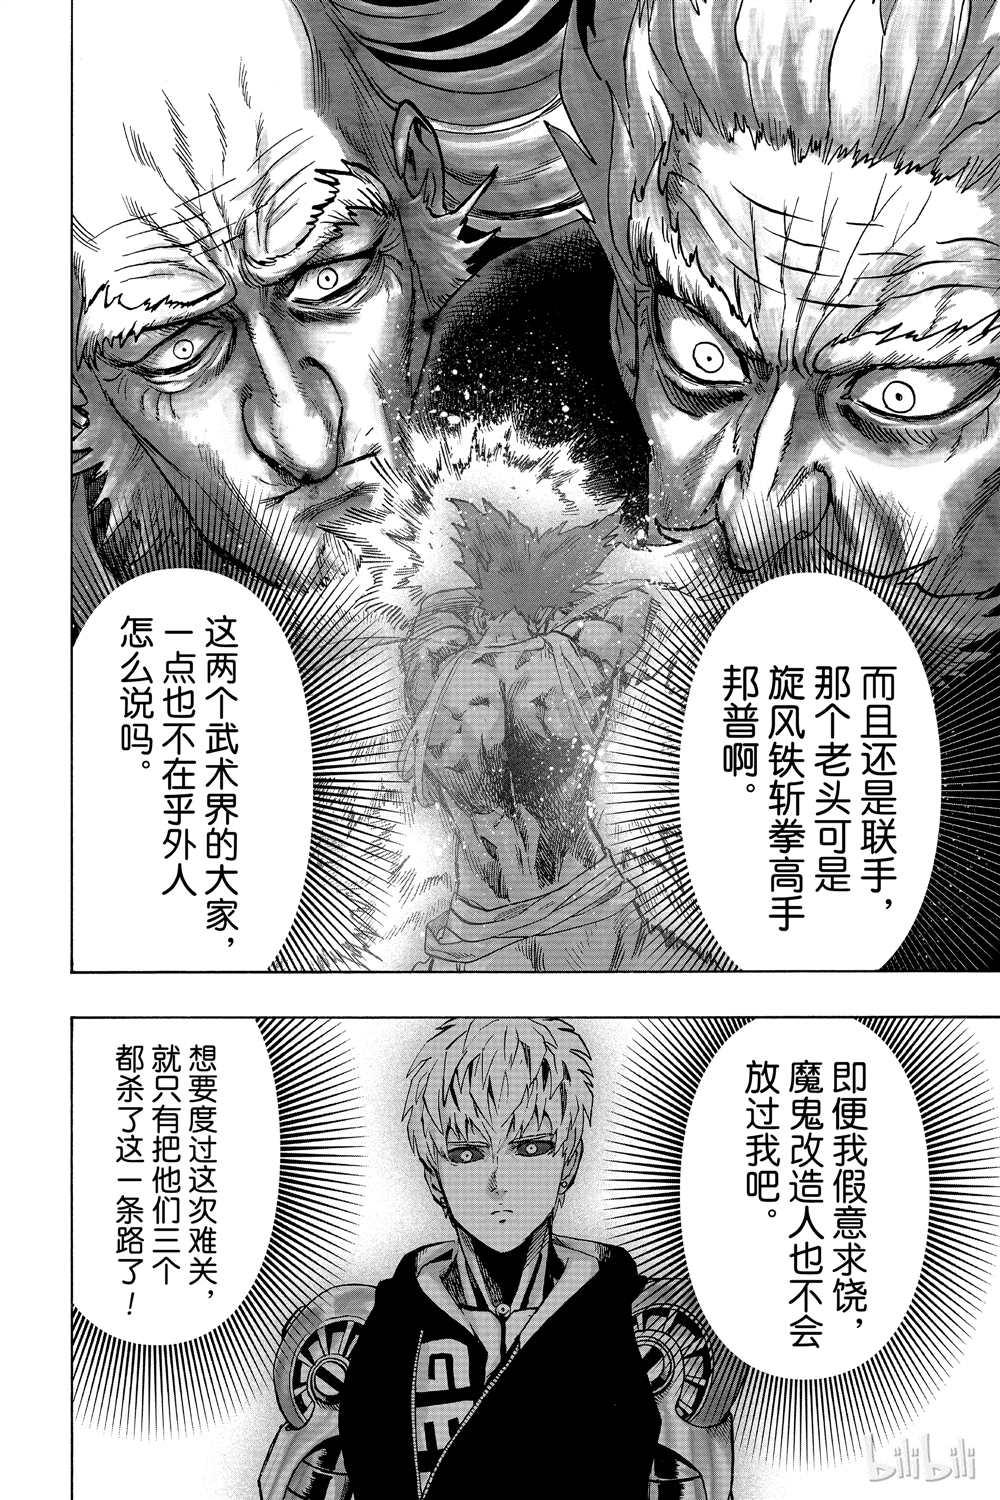 而且还是联手，
那个老头可是
旋风铁斩拳高手
邦普啊。
这两个武术界的大家，
一点也不在乎外人
怎么说吗。
即便我假意求饶，
魔鬼改造人也不会
放过我吧。
想要度过这次难关，
就只有把他们三个
都杀了这一条路了！
bilibili